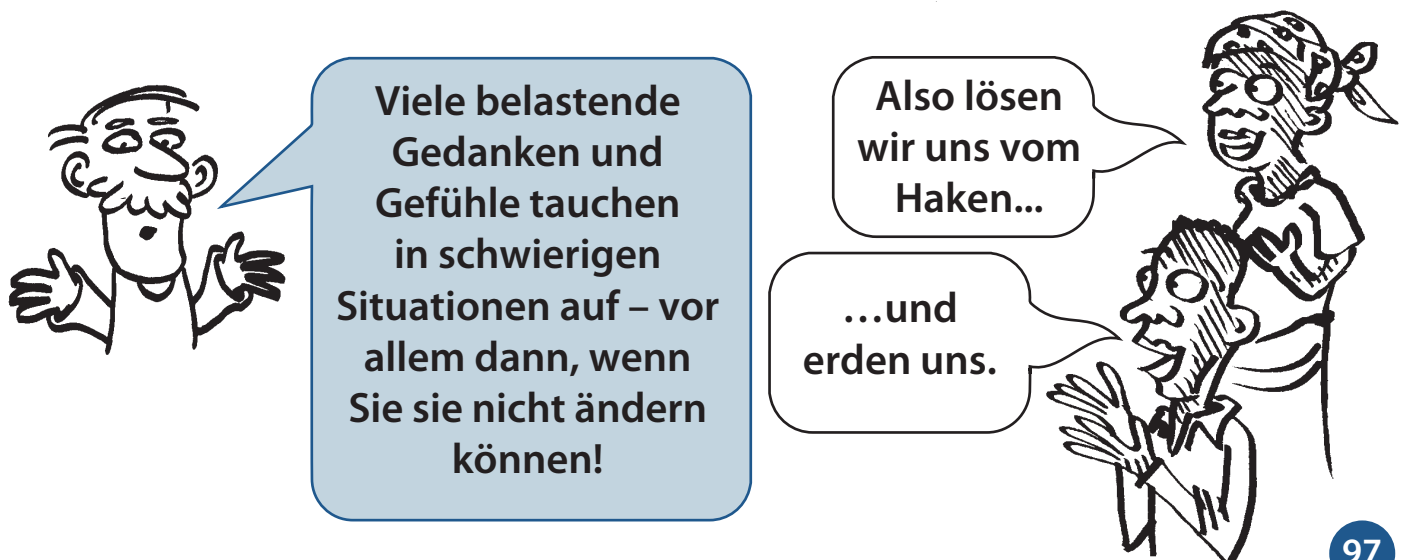 Viele belastende
Gedanken und
Gefühle tauchen
in schwierigen
Situationen auf – vor
allem dann, wenn
Sie sie nicht ändern
können!
Also lösen
wir uns vom
Haken...
…und
erden uns.
97